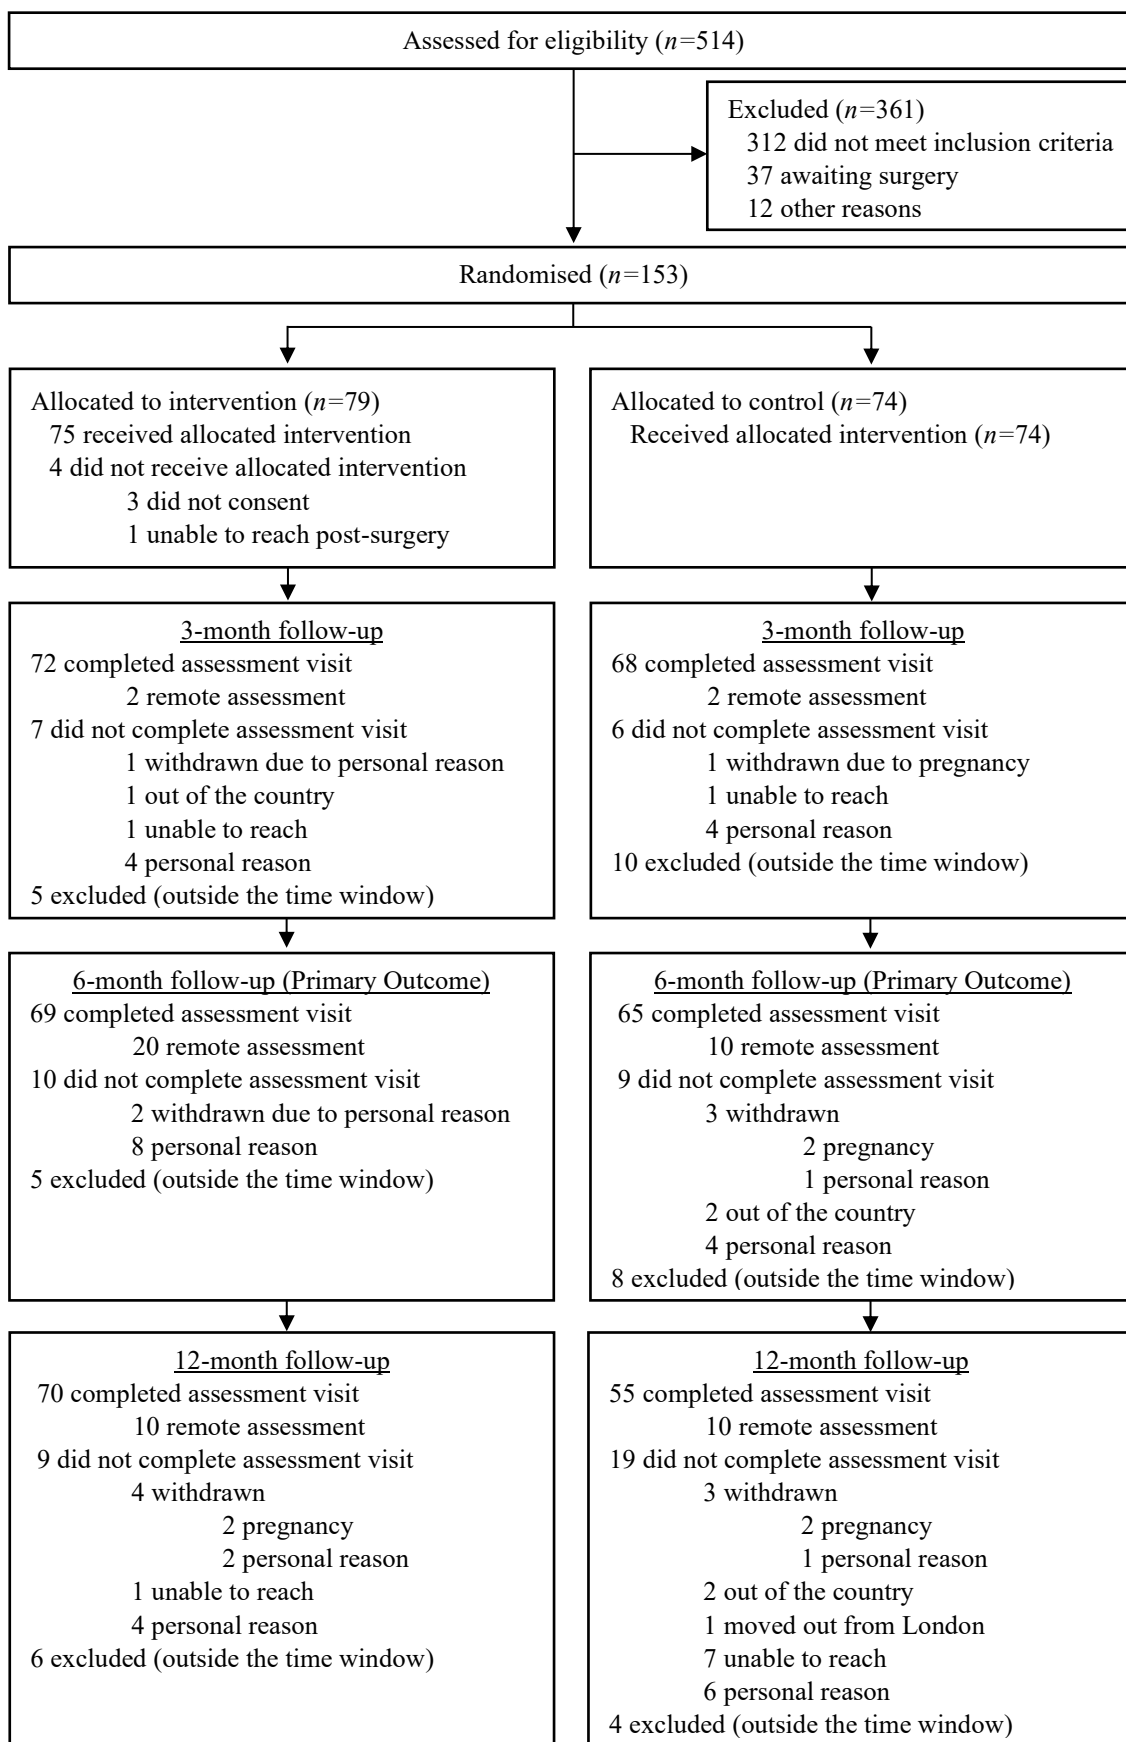 Assessed for eligibility (n=514)
Excluded (n=361)
312 did not meet inclusion criteria
37 awaiting surgery
12 other reasons
Randomised (n=153)
Allocated to intervention (n=79)
75 received allocated intervention
4 did not receive allocated intervention
3 did not consent
1 unable to reach post-surgery
Allocated to control (n=74)
Received allocated intervention (n=74)
3-month follow-up
72 completed assessment visit
2 remote assessment
7 did not complete assessment visit
1 withdrawn due to personal reason
1 out of the country
1 unable to reach
4 personal reason
5 excluded (outside the time window)
3-month follow-up
68 completed assessment visit
2 remote assessment
6 did not complete assessment visit
1 withdrawn due to pregnancy
1 unable to reach
4 personal reason
10 excluded (outside the time window)
6-month follow-up (Primary Outcome)
69 completed assessment visit
20 remote assessment
10 did not complete assessment visit
2 withdrawn due to personal reason
8 personal reason
5 excluded (outside the time window)
6-month follow-up (Primary Outcome)
65 completed assessment visit
10 remote assessment
9 did not complete assessment visit
3 withdrawn
2 pregnancy
1 personal reason
2 out of the country
4 personal reason
8 excluded (outside the time window)
12-month follow-up
70 completed assessment visit
10 remote assessment
9 did not complete assessment visit
4 withdrawn
2 pregnancy
2 personal reason
1 unable to reach
4 personal reason
6 excluded (outside the time window)
12-month follow-up
55 completed assessment visit
10 remote assessment
19 did not complete assessment visit
3 withdrawn
2 pregnancy
1 personal reason
2 out of the country
1 moved out from London
7 unable to reach
6 personal reason
4 excluded (outside the time window)